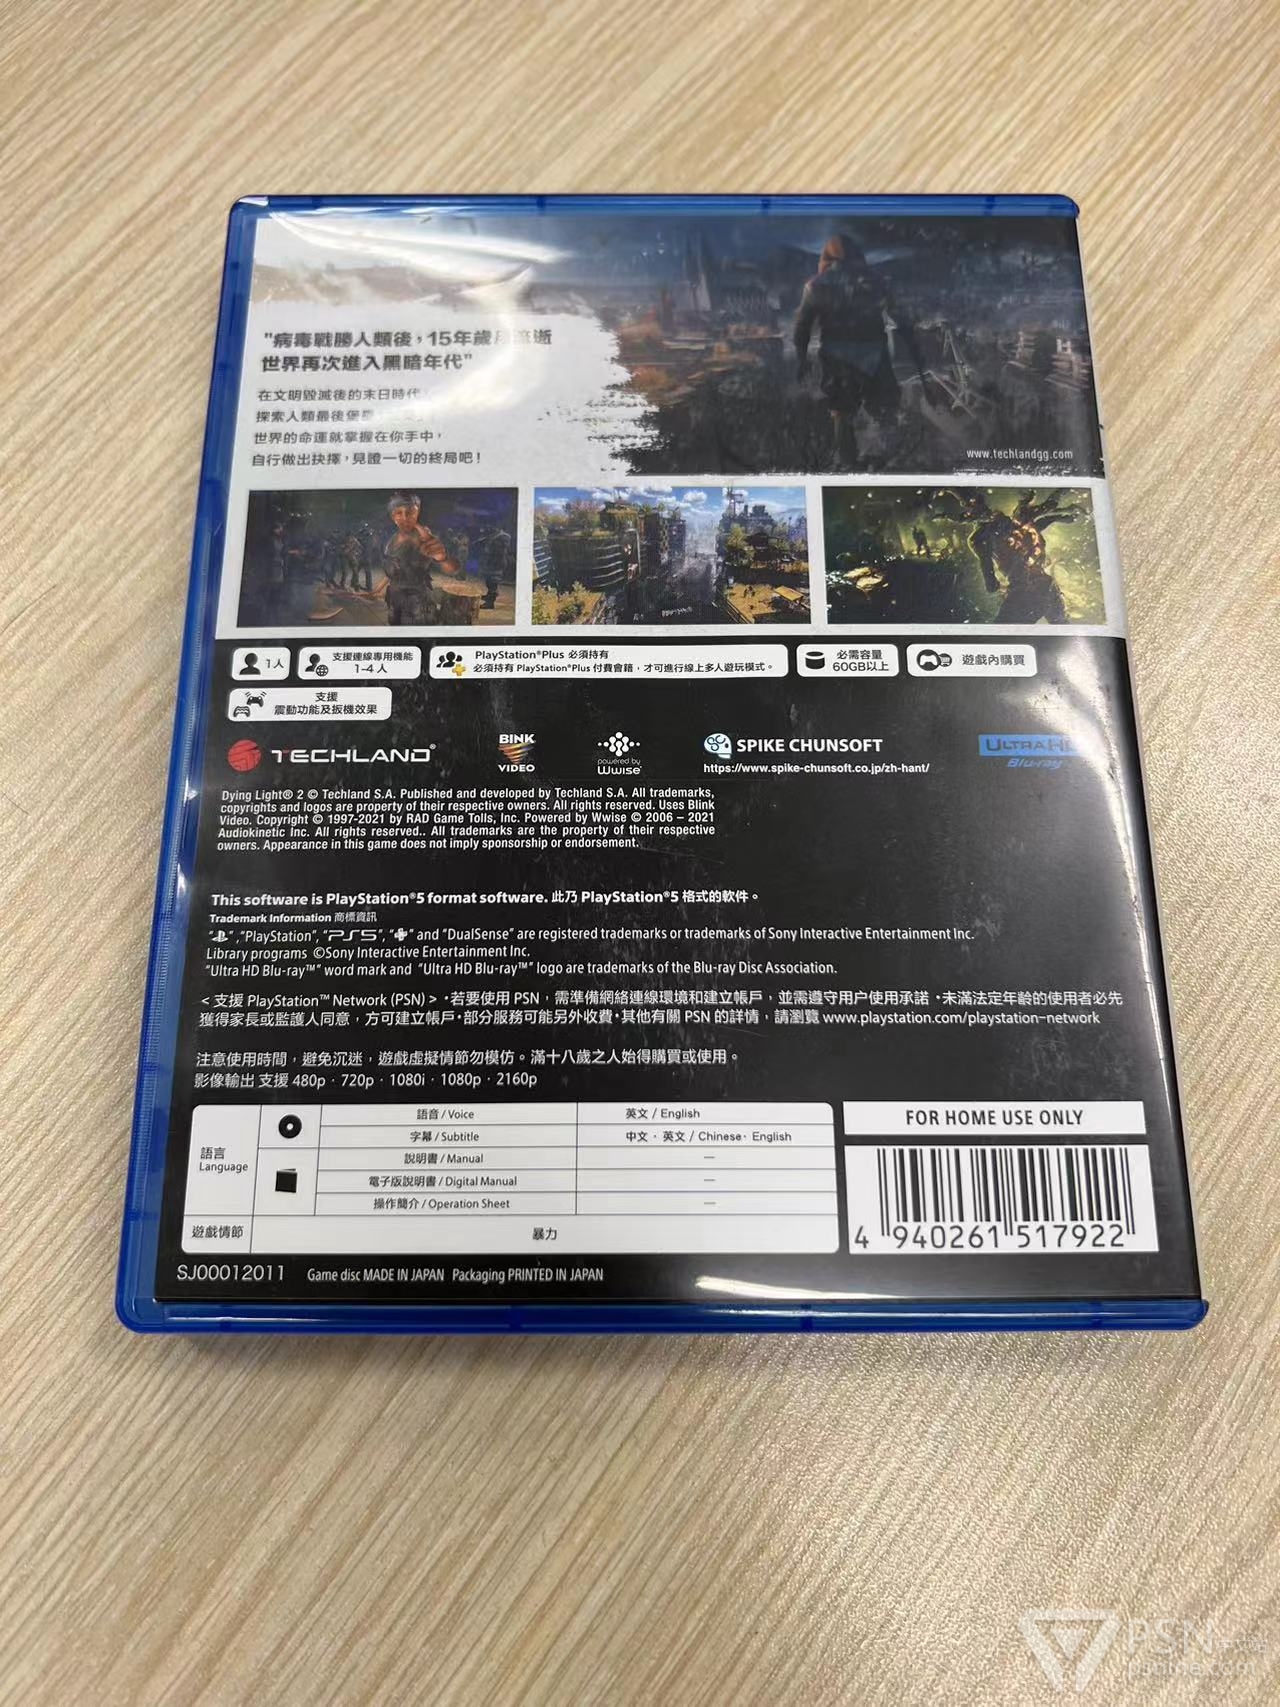 "病毒戰勝人類後，15年歲月流逝
世界再次進入黑暗年代"
在文明毀滅後的末日時代，
探索人類最後堡壘
世界的命運就掌握在你手中，
自行做出抉擇，見證一切的終局吧！
www.techlandgg.com
1人
支援連線專用機能
1-4 人
PlayStation®Plus 必須持有
必須持有 PlayStation®Plus 付費會籍，才可進行線上多人遊玩模式。
必需容量
60GB以上
遊戲內購買
支援
震動功能及扳機效果
TECHLAND®
BINK
VIDEO
powered by
Wwise
SPIKE CHUNSOFT
https://www.spike-chunsoft.co.jp/zh-hant/
ULTRA HD
Blu-ray
Dying Light® 2 © Techland S.A. Published and developed by Techland S.A. All trademarks,
copyrights and logos are property of their respective owners. All rights reserved. Uses Blink
Video. Copyright © 1997-2021 by RAD Game Tolls, Inc. Powered by Wwise © 2006 – 2021
Audiokinetic Inc. All rights reserved.. All trademarks are the property of their respective
owners. Appearance in this game does not imply sponsorship or endorsement.
This software is PlayStation®5 format software. 此乃 PlayStation®5 格式的軟件。
Trademark Information 商標資訊
" ", "PlayStation", "PS5", " " and "DualSense" are registered trademarks or trademarks of Sony Interactive Entertainment Inc.
Library programs ©Sony Interactive Entertainment Inc.
"Ultra HD Blu-ray™" word mark and "Ultra HD Blu-ray™" logo are trademarks of the Blu-ray Disc Association.
< 支援 PlayStation™ Network (PSN) >・若要使用 PSN，需準備網絡連線環境和建立帳戶，並需遵守用户使用承諾・未滿法定年齡的使用者必先
獲得家長或監護人同意，方可建立帳戶・部分服務可能另外收費・其他有關 PSN 的詳情，請瀏覽 www.playstation.com/playstation-network
注意使用時間，避免沉迷，遊戲虛擬情節勿模仿。滿十八歲之人始得購買或使用。
影像輸出 支援 480p・720p・1080i・1080p・2160p
語言
Language
語音 / Voice 英文 / English
字幕 / Subtitle 中文・英文 / Chinese・English
說明書 / Manual —
電子版說明書 / Digital Manual —
操作簡介 / Operation Sheet —
遊戲情節 暴力
FOR HOME USE ONLY
4 940261 517922
SJ00012011 Game disc MADE IN JAPAN Packaging PRINTED IN JAPAN
PSN
psnine.com